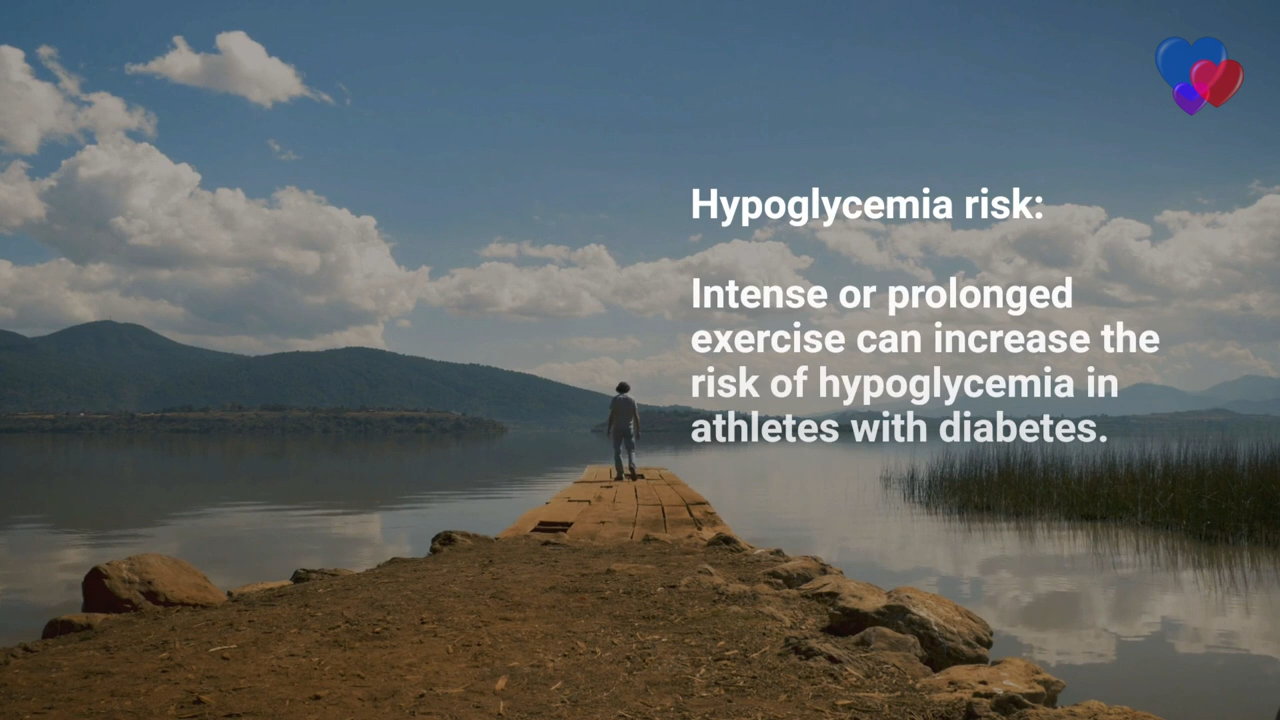 Hypoglycemia risk:
Intense or prolonged
exercise can increase the
risk of hypoglycemia in
athletes with diabetes.